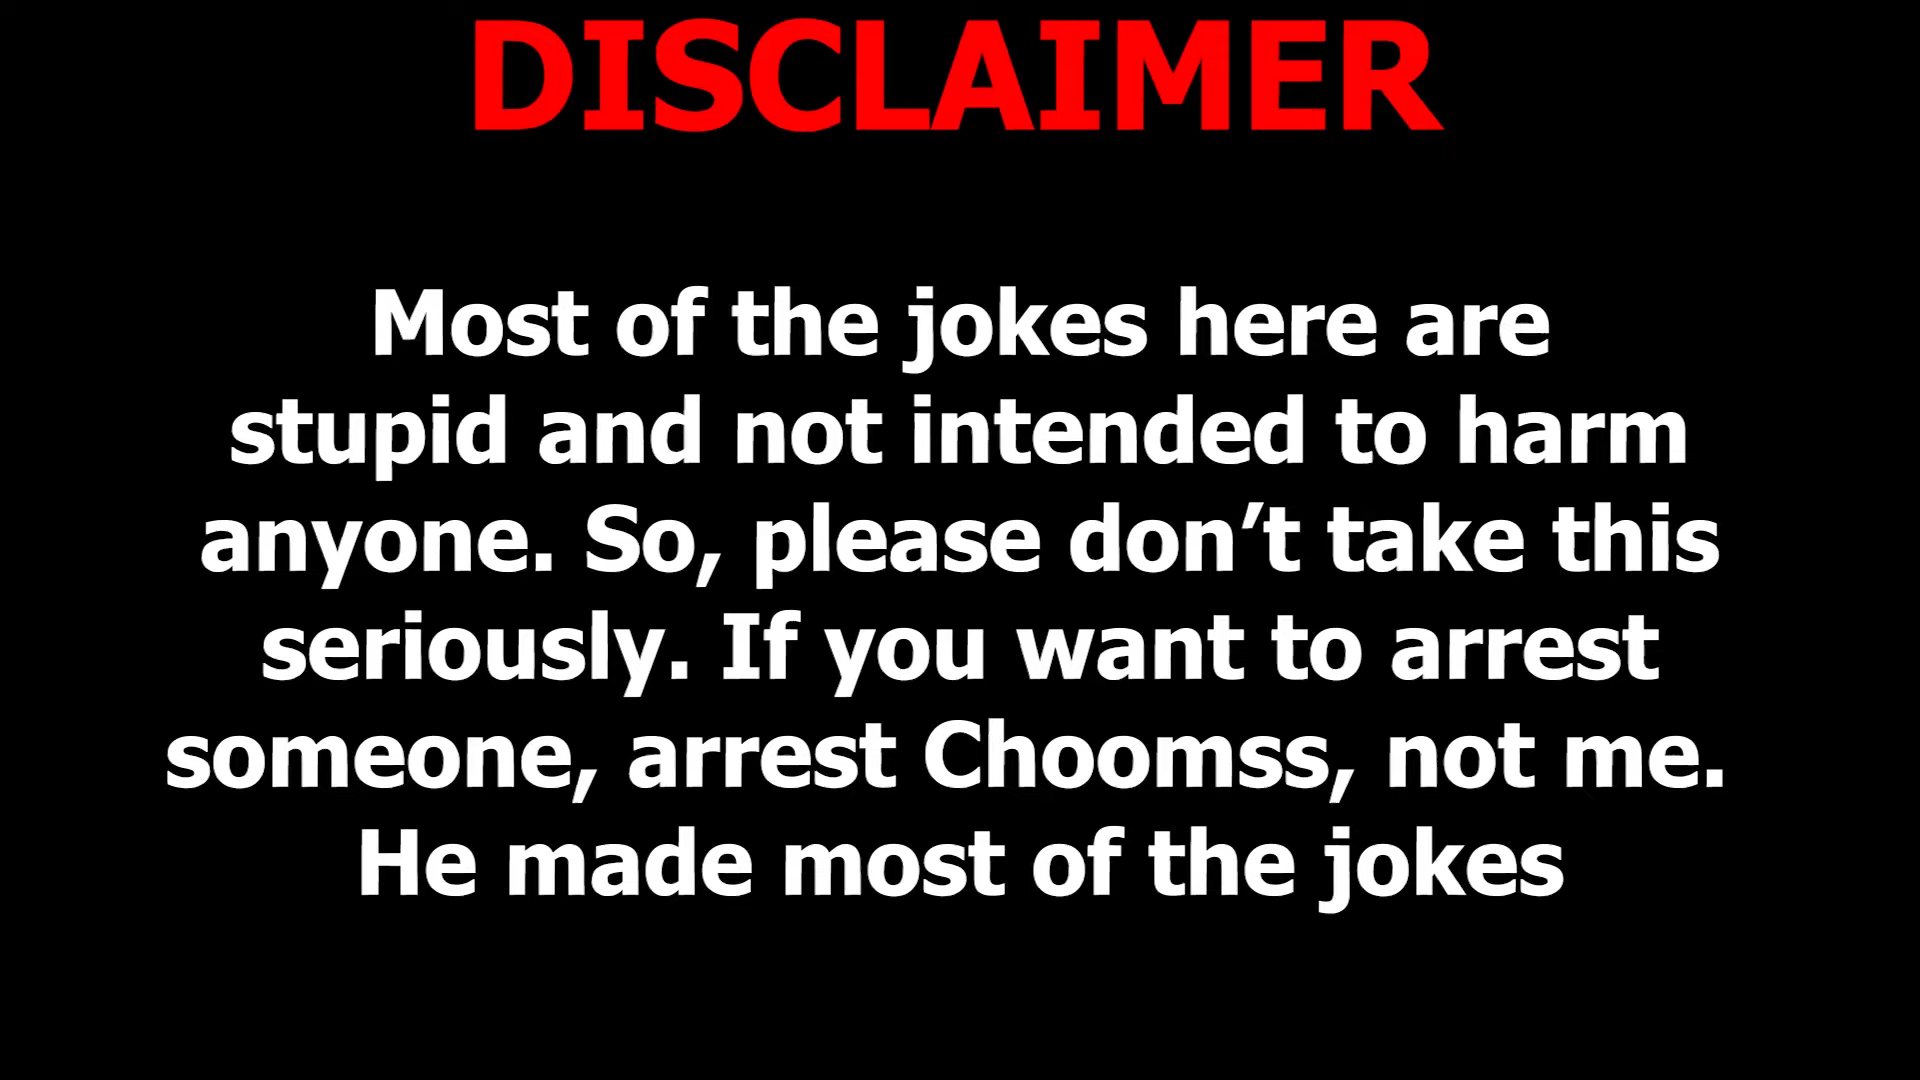 DISCLAIMER
Most of the jokes here are
stupid and not intended to harm
anyone. So, please don’t take this
seriously. If you want to arrest
someone, arrest Choomss, not me.
He made most of the jokes